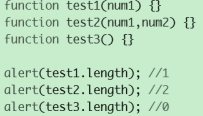 function test1(num1) {}
function test2(num1,num2) {}
function test3() {}
alert(test1.length); //1
alert(test2.length); //2
alert(test3.length); //0